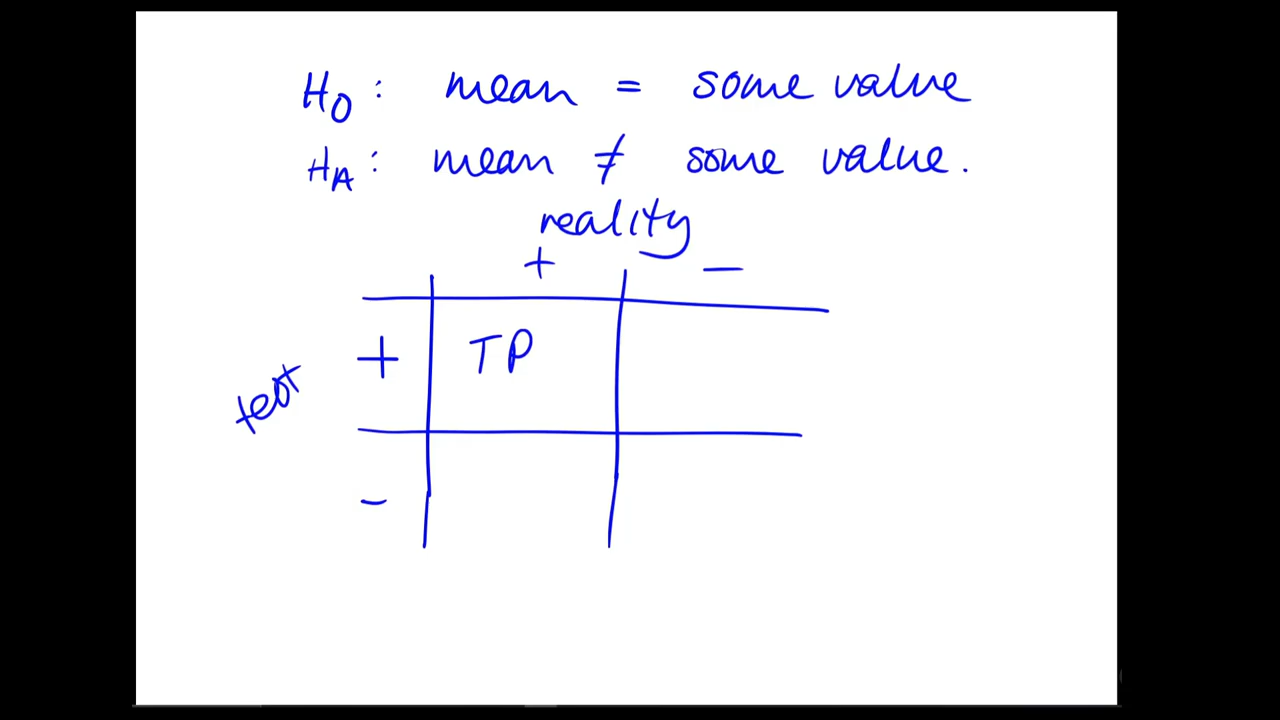 H0: mean = some value
HA: mean ≠ some value.
reality
+ −
+ TP
test
−